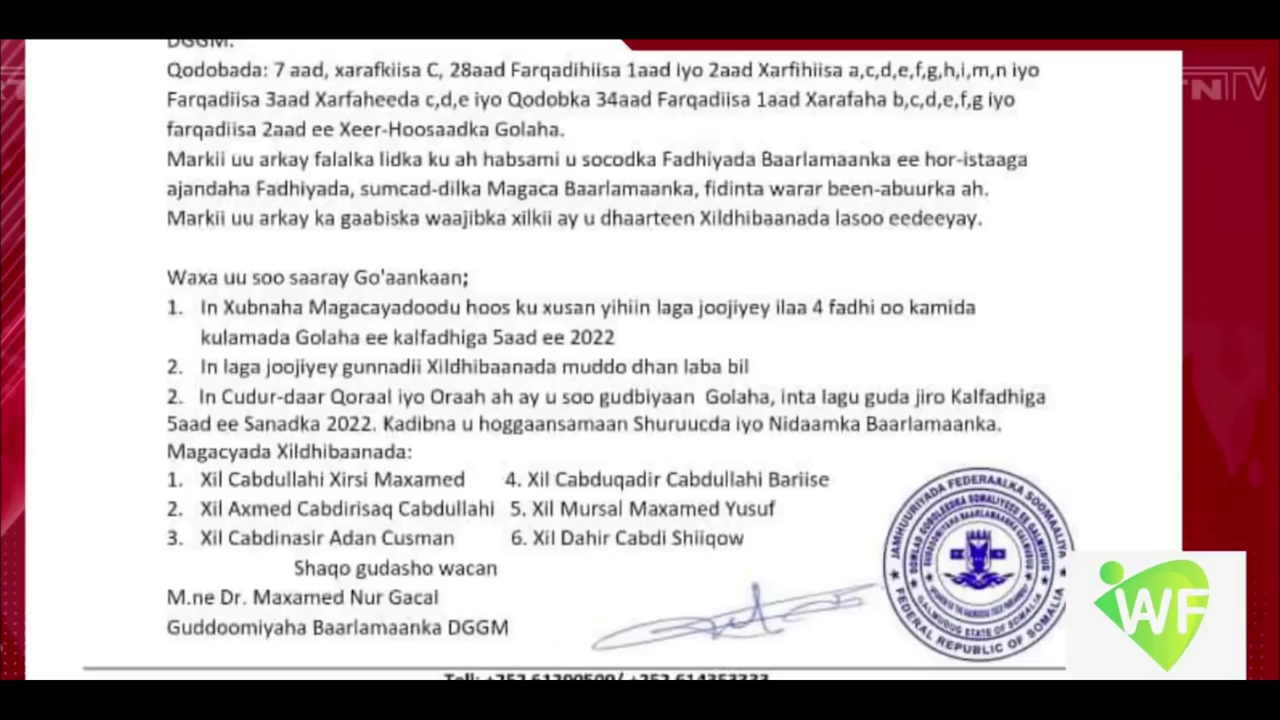 DGGM.
Qodobada: 7 aad, xarafkiisa C, 28aad Farqadihiisa 1aad iyo 2aad Xarfihiisa a,c,d,e,f,g,h,i,m,n iyo
Farqadiisa 3aad Xarfaheeda c,d,e iyo Qodobka 34aad Farqadiisa 1aad Xarafaha b,c,d,e,f,g iyo
farqadiisa 2aad ee Xeer-Hoosaadka Golaha.
Markii uu arkay falalka lidka ku ah habsami u socodka Fadhiyada Baarlamaanka ee hor-istaaga
ajandaha Fadhiyada, sumcad-dilka Magaca Baarlamaanka, fidinta warar been-abuurka ah.
Markii uu arkay ka gaabiska waajibka xilkii ay u dhaarteen Xildhibaanada lasoo eedeeyay.
Waxa uu soo saaray Go'aankaan;
1. In Xubnaha Magacayadoodu hoos ku xusan yihiin laga joojiyey ilaa 4 fadhi oo kamida
kulamada Golaha ee kalfadhiga 5aad ee 2022
2. In laga joojiyey gunnadii Xildhibaanada muddo dhan laba bil
2. In Cudur-daar Qoraal iyo Oraah ah ay u soo gudbiyaan Golaha, inta lagu guda jiro Kalfadhiga
5aad ee Sanadka 2022. Kadibna u hoggaansamaan Shuruucda iyo Nidaamka Baarlamaanka.
Magacyada Xildhibaanada:
1. Xil Cabdullahi Xirsi Maxamed 4. Xil Cabduqadir Cabdullahi Bariise
2. Xil Axmed Cabdirisaq Cabdullahi 5. Xil Mursal Maxamed Yusuf
3. Xil Cabdinasir Adan Cusman 6. Xil Dahir Cabdi Shiiqow
Shaqo gudasho wacan
M.ne Dr. Maxamed Nur Gacal
Guddoomiyaha Baarlamaanka DGGM
JAMHUURIYADA FEDERAALKA SOOMAALIYA
GALMUDUG STATE OF SOMALIA
FEDERAL REPUBLIC OF SOMALIA
WF
NTV